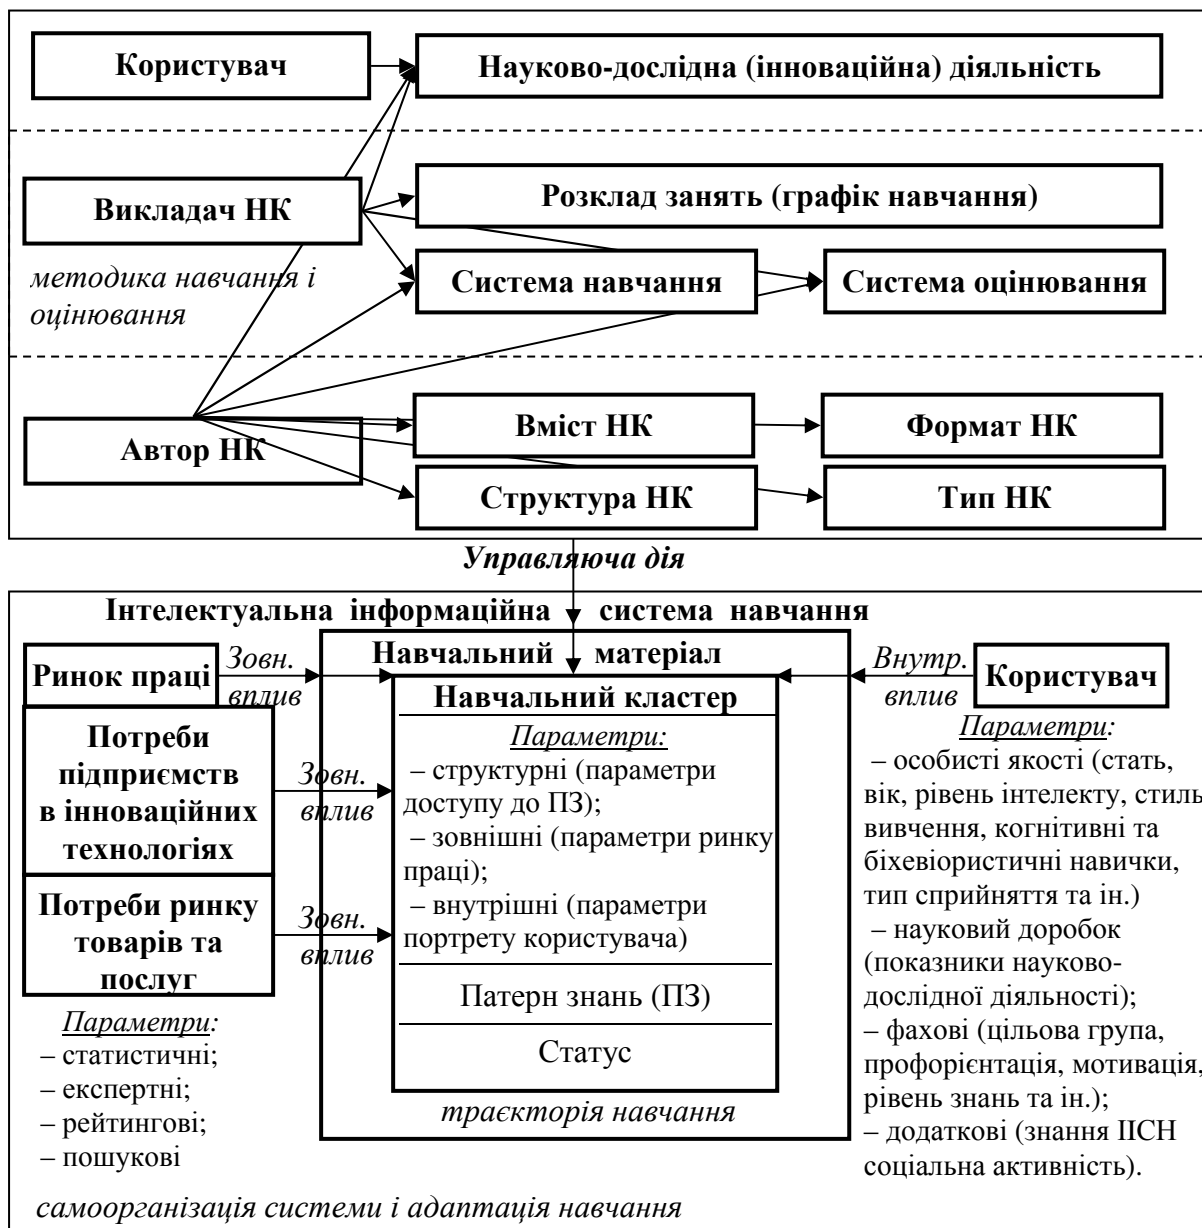 Користувач
Науково-дослідна (інноваційна) діяльність
Викладач НК
Розклад занять (графік навчання)
методика навчання і
оцінювання
Система навчання
Система оцінювання
Автор НК
Вміст НК
Формат НК
Структура НК
Тип НК
Управляюча дія
Інтелектуальна інформаційна система навчання
Навчальний матеріал
Ринок праці
Зовн.
вплив
Потреби
підприємств
в інноваційних
технологіях
Зовн.
вплив
Потреби ринку
товарів та
послуг
Зовн.
вплив
Параметри:
– статистичні;
– експертні;
– рейтингові;
– пошукові
Навчальний кластер
Параметри:
– структурні (параметри
доступу до ПЗ);
– зовнішні (параметри ринку
праці);
– внутрішні (параметри
портрету користувача)
Патерн знань (ПЗ)
Статус
траєкторія навчання
Внутр.
вплив
Користувач
Параметри:
– особисті якості (стать,
вік, рівень інтелекту, стиль
вивчення, когнітивні та
біхевіористичні навички,
тип сприйняття та ін.)
– науковий доробок
(показники науково-
дослідної діяльності);
– фахові (цільова група,
профорієнтація, мотивація,
рівень знань та ін.);
– додаткові (знання ІІСН
соціальна активність).
самоорганізація системи і адаптація навчання